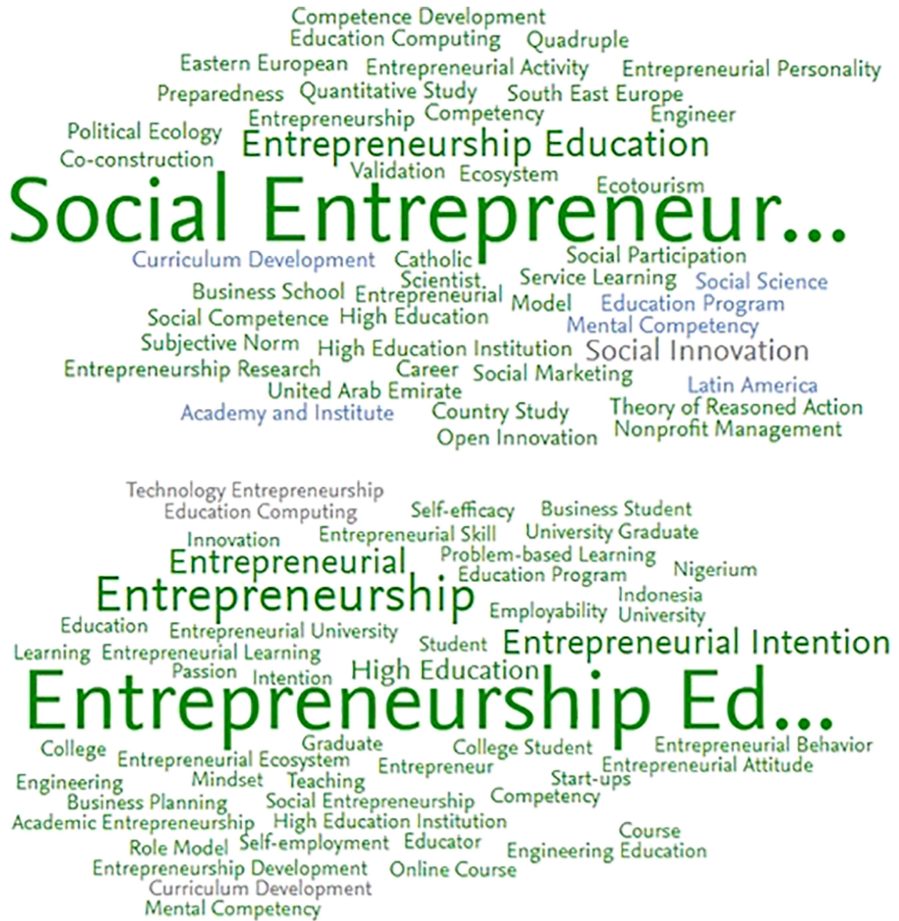 Competence Development
Education Computing Quadruple
Eastern European Entrepreneurial Activity Entrepreneurial Personality
Preparedness Quantitative Study South East Europe
Entrepreneurship Competency Engineer
Political Ecology Entrepreneurship Education
Co-construction Validation Ecosystem Ecotourism
Social Entrepreneur...
Curriculum Development Catholic Social Participation
Scientist Service Learning Social Science
Business School Entrepreneurial Model Education Program
Social Competence High Education Mental Competency
Subjective Norm High Education Institution Social Innovation
Entrepreneurship Research Career Social Marketing
United Arab Emirate Latin America
Academy and Institute Country Study Theory of Reasoned Action
Open Innovation Nonprofit Management
Technology Entrepreneurship
Education Computing Self-efficacy Business Student
Innovation Entrepreneurial Skill University Graduate
Entrepreneurial Problem-based Learning
Education Program Nigerium
Entrepreneurship Employability Indonesia
University
Education Entrepreneurial University Student Entrepreneurial Intention
Learning Entrepreneurial Learning
Passion Intention High Education
Entrepreneurship Ed...
College Graduate College Student Entrepreneurial Behavior
Entrepreneurial Ecosystem Entrepreneur Entrepreneurial Attitude
Engineering Mindset Teaching Start-ups
Business Planning Social Entrepreneurship Competency
Academic Entrepreneurship High Education Institution Course
Role Model Self-employment Educator Engineering Education
Entrepreneurship Development Online Course
Curriculum Development
Mental Competency